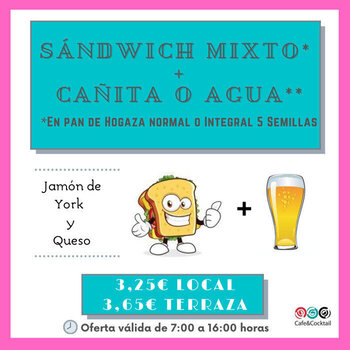 SÁNDWICH MIXTO*
+
CAÑITA O AGUA**
*EN PAN DE HOGAZA NORMAL O INTEGRAL 5 SEMILLAS
Jamón de
York
y
Queso
+
3,25€ LOCAL
3,65€ TERRAZA
Oferta válida de 7:00 a 16:00 horas
Cafe&Cocktail